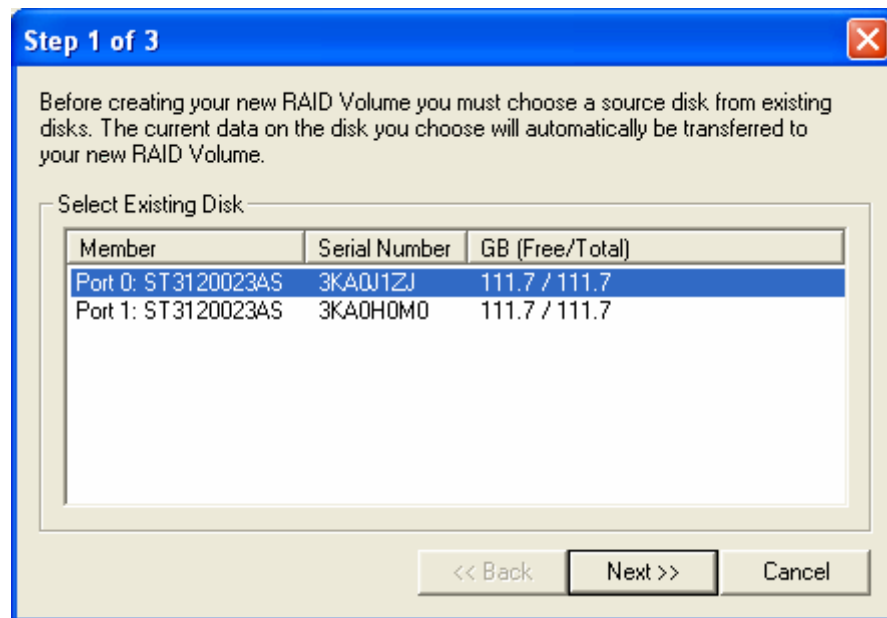 Step 1 of 3
Before creating your new RAID Volume you must choose a source disk from existing
disks. The current data on the disk you choose will automatically be transferred to
your new RAID Volume.
Select Existing Disk
Member Serial Number GB (Free/Total)
Port 0: ST3120023AS 3KA0J1ZJ 111.7 / 111.7
Port 1: ST3120023AS 3KA0H0M0 111.7 / 111.7
<< Back Next >> Cancel